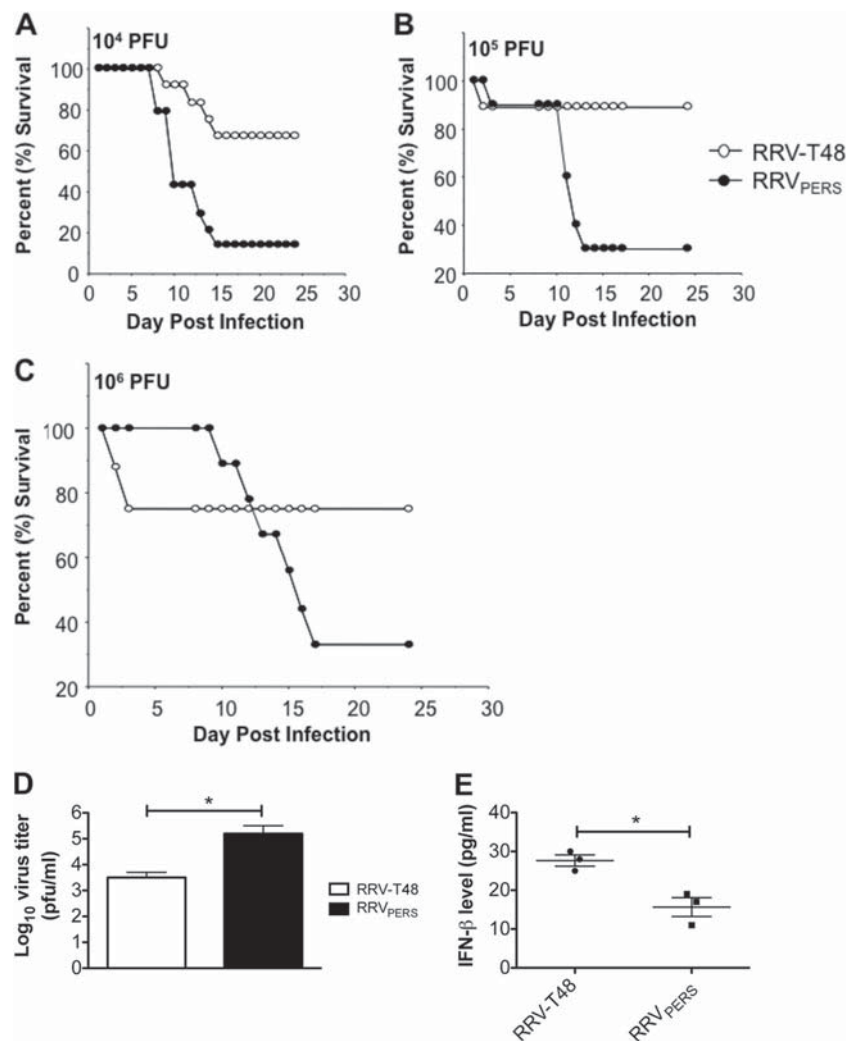 A
10⁴ PFU
Percent (%) Survival
100
80
60
40
20
0
0 5 10 15 20 25 30
Day Post Infection
B
10⁵ PFU
Percent (%) Survival
100
80
60
40
20
0 5 10 15 20 25 30
Day Post Infection
RRV-T48
RRVPERS
C
10⁶ PFU
Percent (%) Survival
100
80
60
40
20
0 5 10 15 20 25 30
Day Post Infection
D
*
Log₁₀ virus titer
(pfu/ml)
6
5
4
3
2
1
0
RRV-T48
RRVPERS
E
*
IFN-β level (pg/ml)
40
30
20
10
0
RRV-T48
RRVPERS